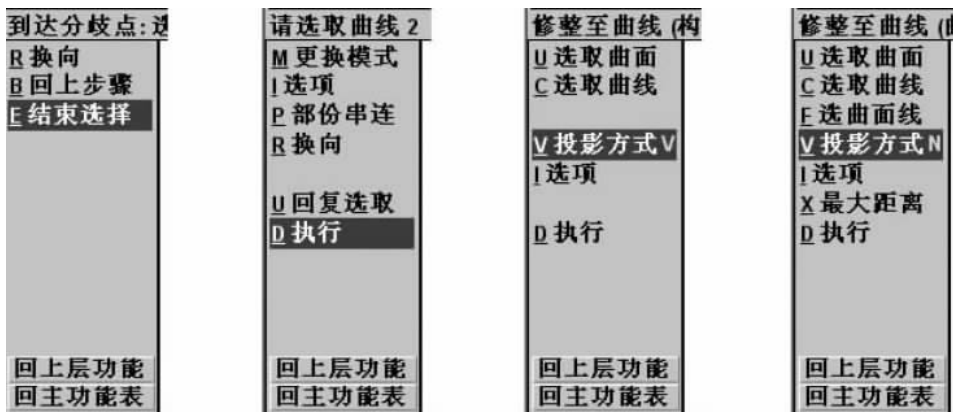 到达分歧点:
R 换向
B 回上步骤
E 结束选择
回上层功能
回主功能表
请选取曲线 2
M 更换模式
I 选项
P 部份串连
R 换向
U 回复选取
D 执行
回上层功能
回主功能表
修整至曲线 (构
U 选取曲面
C 选取曲线
V 投影方式 V
I 选项
D 执行
回上层功能
回主功能表
修整至曲线 (
U 选取曲面
C 选取曲线
F 选曲面线
V 投影方式 N
I 选项
X 最大距离
D 执行
回上层功能
回主功能表